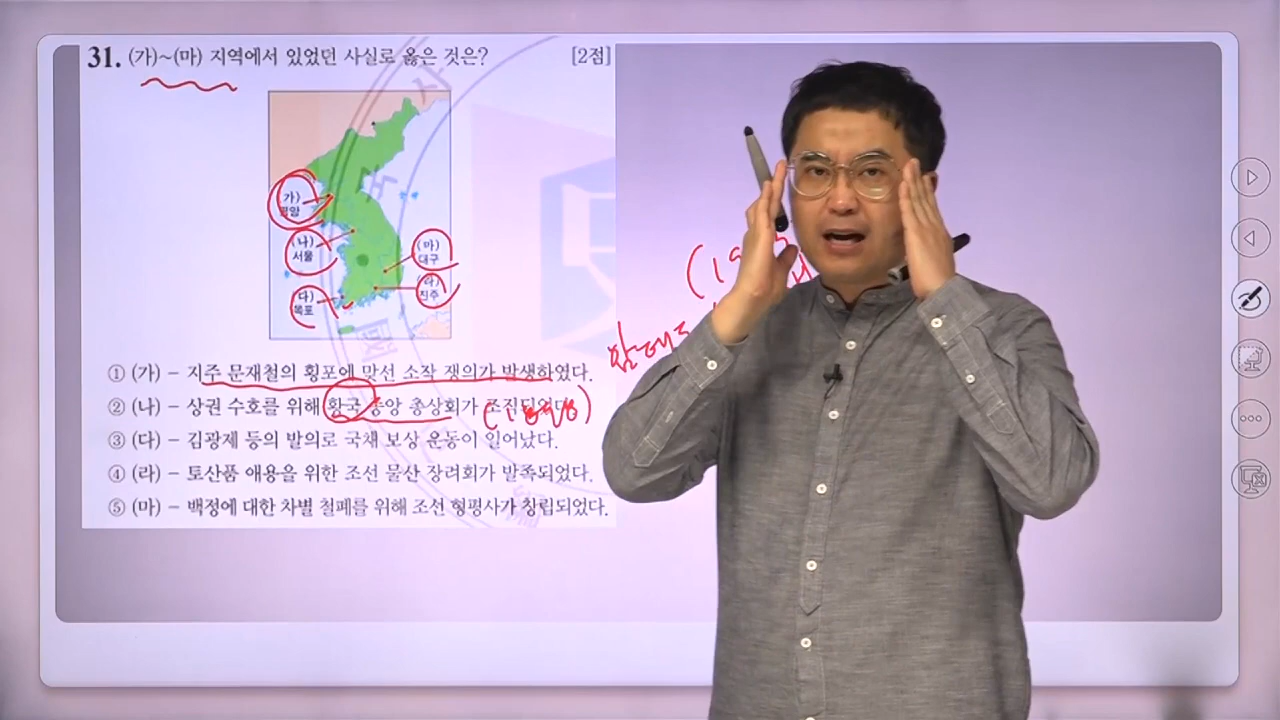 31. (가)~(마) 지역에서 있었던 사실로 옳은 것은? [2점]
(가)
평양
(나)
서울
(마)
대구
(다)
목포
(라)
진주
① (가) - 지주 문재철의 횡포에 맞선 소작 쟁의가 발생하였다.
② (나) - 상권 수호를 위해 황국 중앙 총상회가 조직되었다.
(1898)
③ (다) - 김광제 등의 발의로 국채 보상 운동이 일어났다.
④ (라) - 토산품 애용을 위한 조선 물산 장려회가 발족되었다.
⑤ (마) - 백정에 대한 차별 철폐를 위해 조선 형평사가 창립되었다.